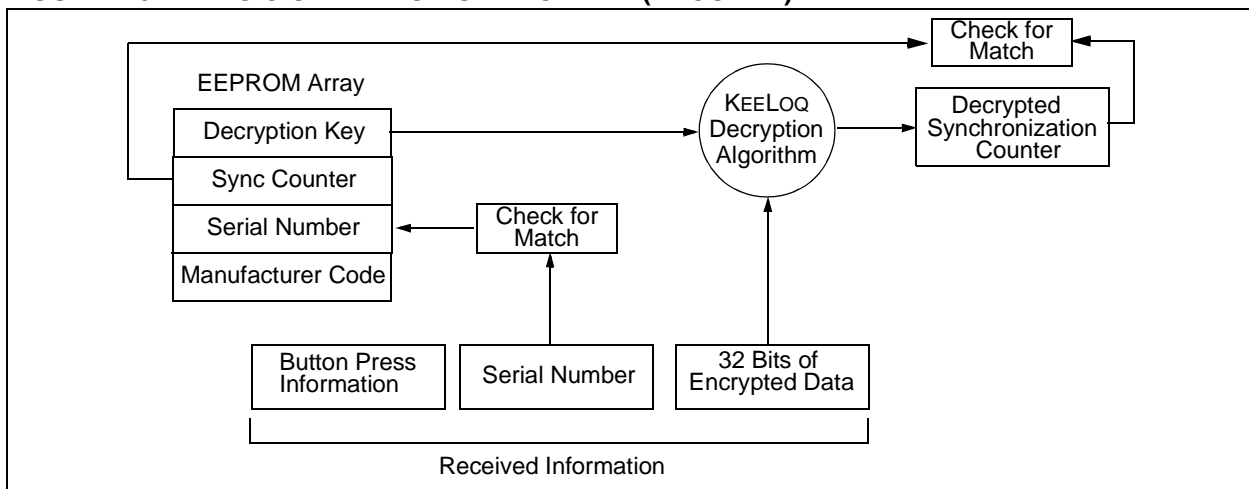 Check for
Match
EEPROM Array
Decryption Key
Sync Counter
Serial Number
Manufacturer Code
KEELOQ
Decryption
Algorithm
Decrypted
Synchronization
Counter
Check for
Match
Button Press
Information
Serial Number
32 Bits of
Encrypted Data
Received Information